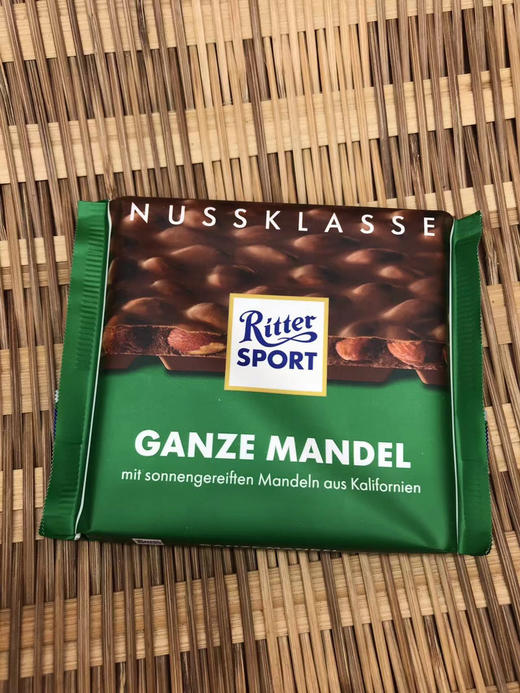 NUSSKLASSE
Ritter
SPORT
GANZE MANDEL
mit sonnengereiften Mandeln aus Kalifornien